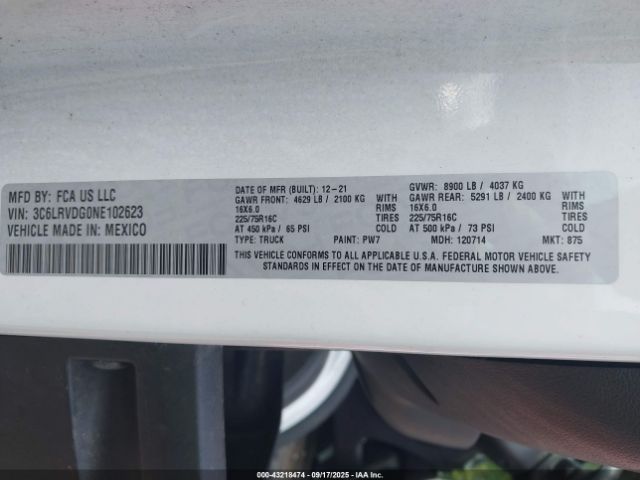 MFD BY: FCA US LLC
VIN: 3C6LRVDG0NE102623
VEHICLE MADE IN: MEXICO
DATE OF MFR (BUILT): 12-21
GAWR FRONT: 4629 LB / 2100 KG WITH
16X6.0 RIMS
225/75R16C TIRES
AT 450 kPa / 65 PSI COLD
TYPE: TRUCK PAINT: PW7
GVWR: 8900 LB / 4037 KG
GAWR REAR: 5291 LB / 2400 KG WITH
16X6.0 RIMS
225/75R16C TIRES
AT 500 kPa / 73 PSI COLD
MDH: 120714 MKT: 875
THIS VEHICLE CONFORMS TO ALL APPLICABLE U.S.A. FEDERAL MOTOR VEHICLE SAFETY
STANDARDS IN EFFECT ON THE DATE OF MANUFACTURE SHOWN ABOVE.
000-43218474 - 09/17/2025 - IAA Inc.